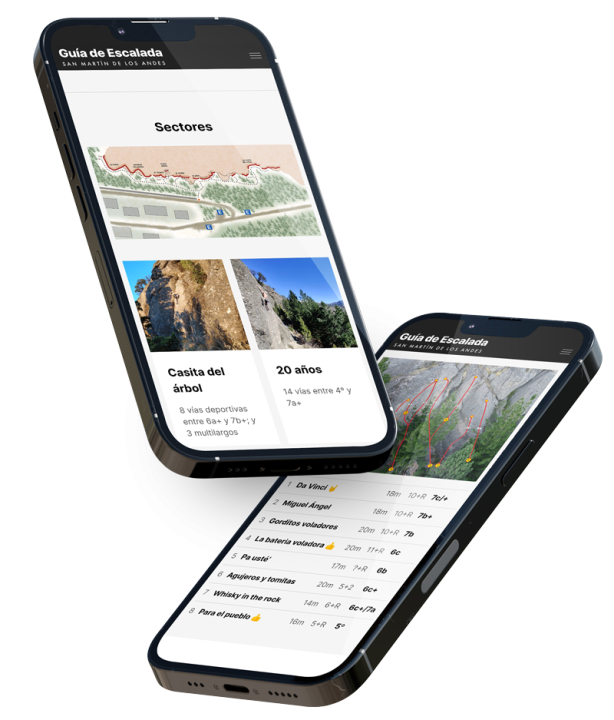 Guía de Escalada
SAN MARTÍN DE LOS ANDES
Sectores
Casita del
árbol
8 vías deportivas
entre 6a+ y 7b+; y
3 multilargos
20 años
14 vías entre 4º y
7a+
Guía de Escalada
SAN MARTÍN DE LOS ANDES
1 Da Vinci 🤘 18m 10+R 7c/+
2 Miguel Ángel 18m 10+R 7b+
3 Gorditos voladores 20m 10+R 7b
4 La batería voladora 👍 20m 11+R 6c
5 Pa usté' 17m ?+R 6b
6 Agujeros y tomitas 20m 5+2 6c+
7 Whisky in the rock 14m 6+R 6c+/7a
8 Para el pueblo 👍 16m 5+R 5º